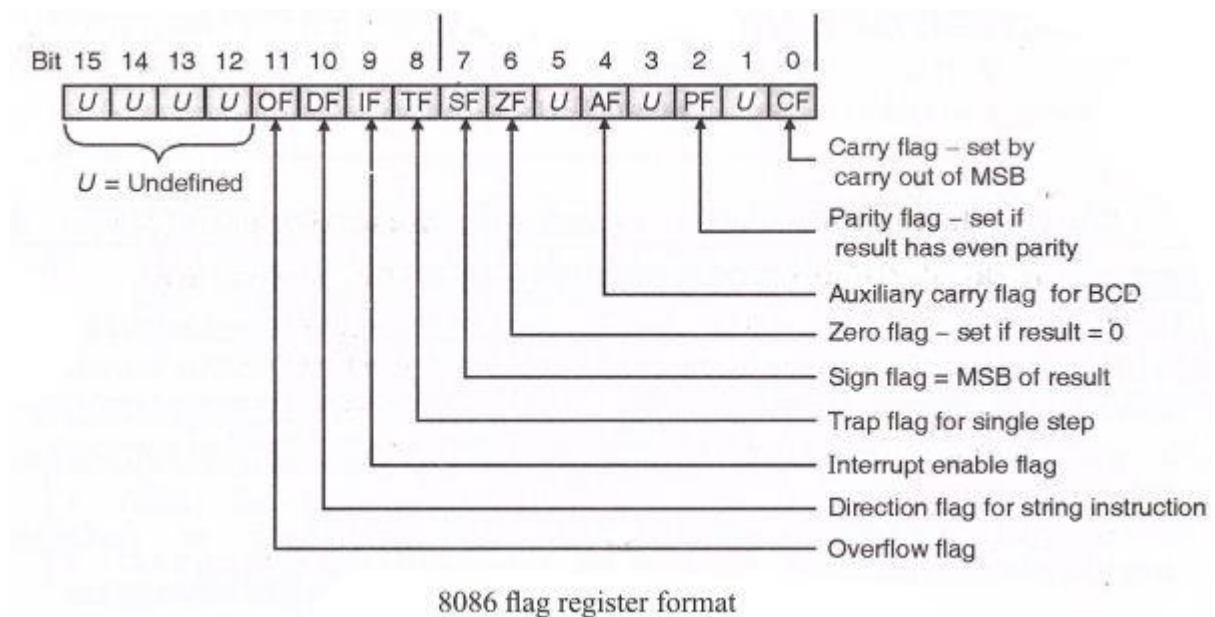 Bit 15 14 13 12 11 10 9 8 7 6 5 4 3 2 1 0
U U U U OF DF IF TF SF ZF U AF U PF U CF
U = Undefined
Carry flag – set by
carry out of MSB
Parity flag – set if
result has even parity
Auxiliary carry flag for BCD
Zero flag – set if result = 0
Sign flag = MSB of result
Trap flag for single step
Interrupt enable flag
Direction flag for string instruction
Overflow flag
8086 flag register format